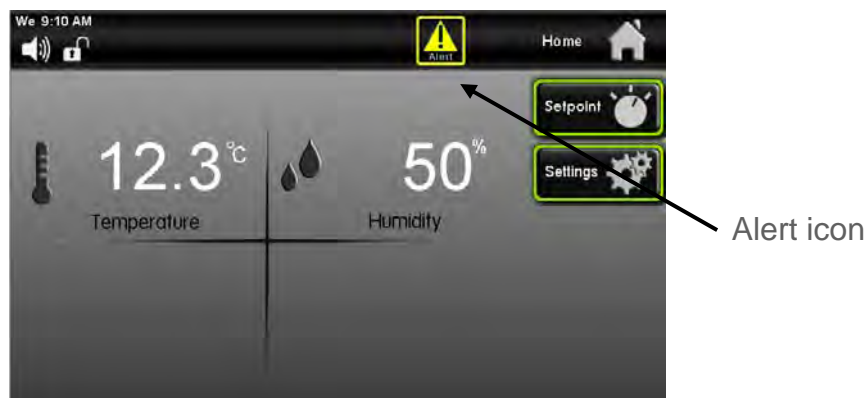 We 9:10 AM
Alert
Home
Setpoint
12.3°C
50%
Settings
Temperature
Humidity
Alert icon